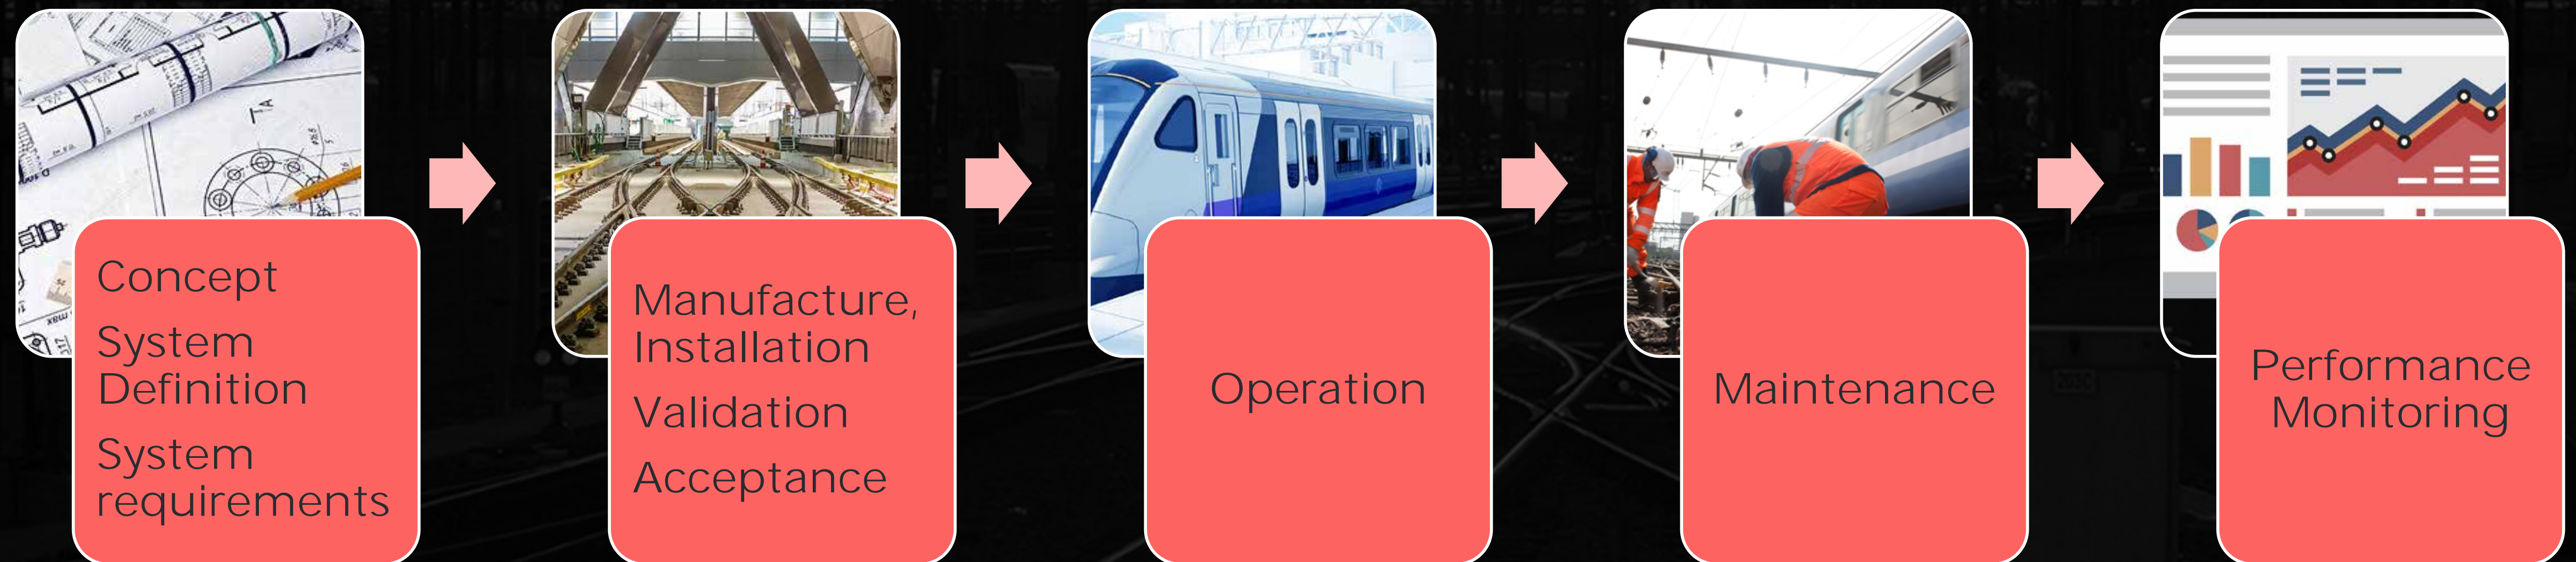 Concept
System
Definition
System
requirements
Manufacture,
Installation
Validation
Acceptance
Operation
Maintenance
Performance
Monitoring